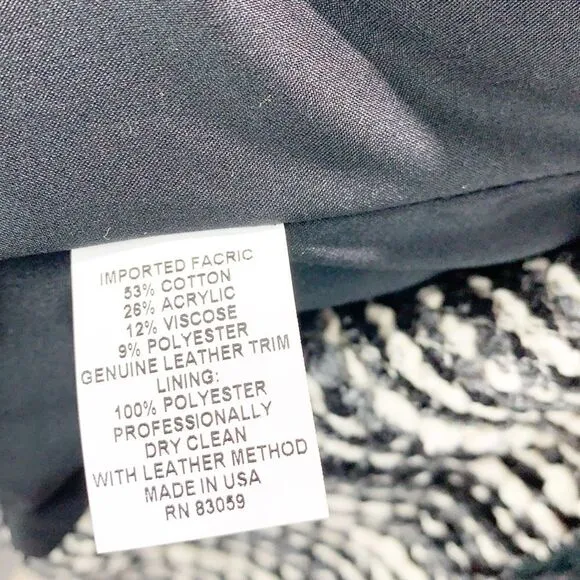 IMPORTED FACRIC
53% COTTON
26% ACRYLIC
12% VISCOSE
9% POLYESTER
GENUINE LEATHER TRIM
LINING:
100% POLYESTER
PROFESSIONALLY
DRY CLEAN
WITH LEATHER METHOD
MADE IN USA
RN 83059